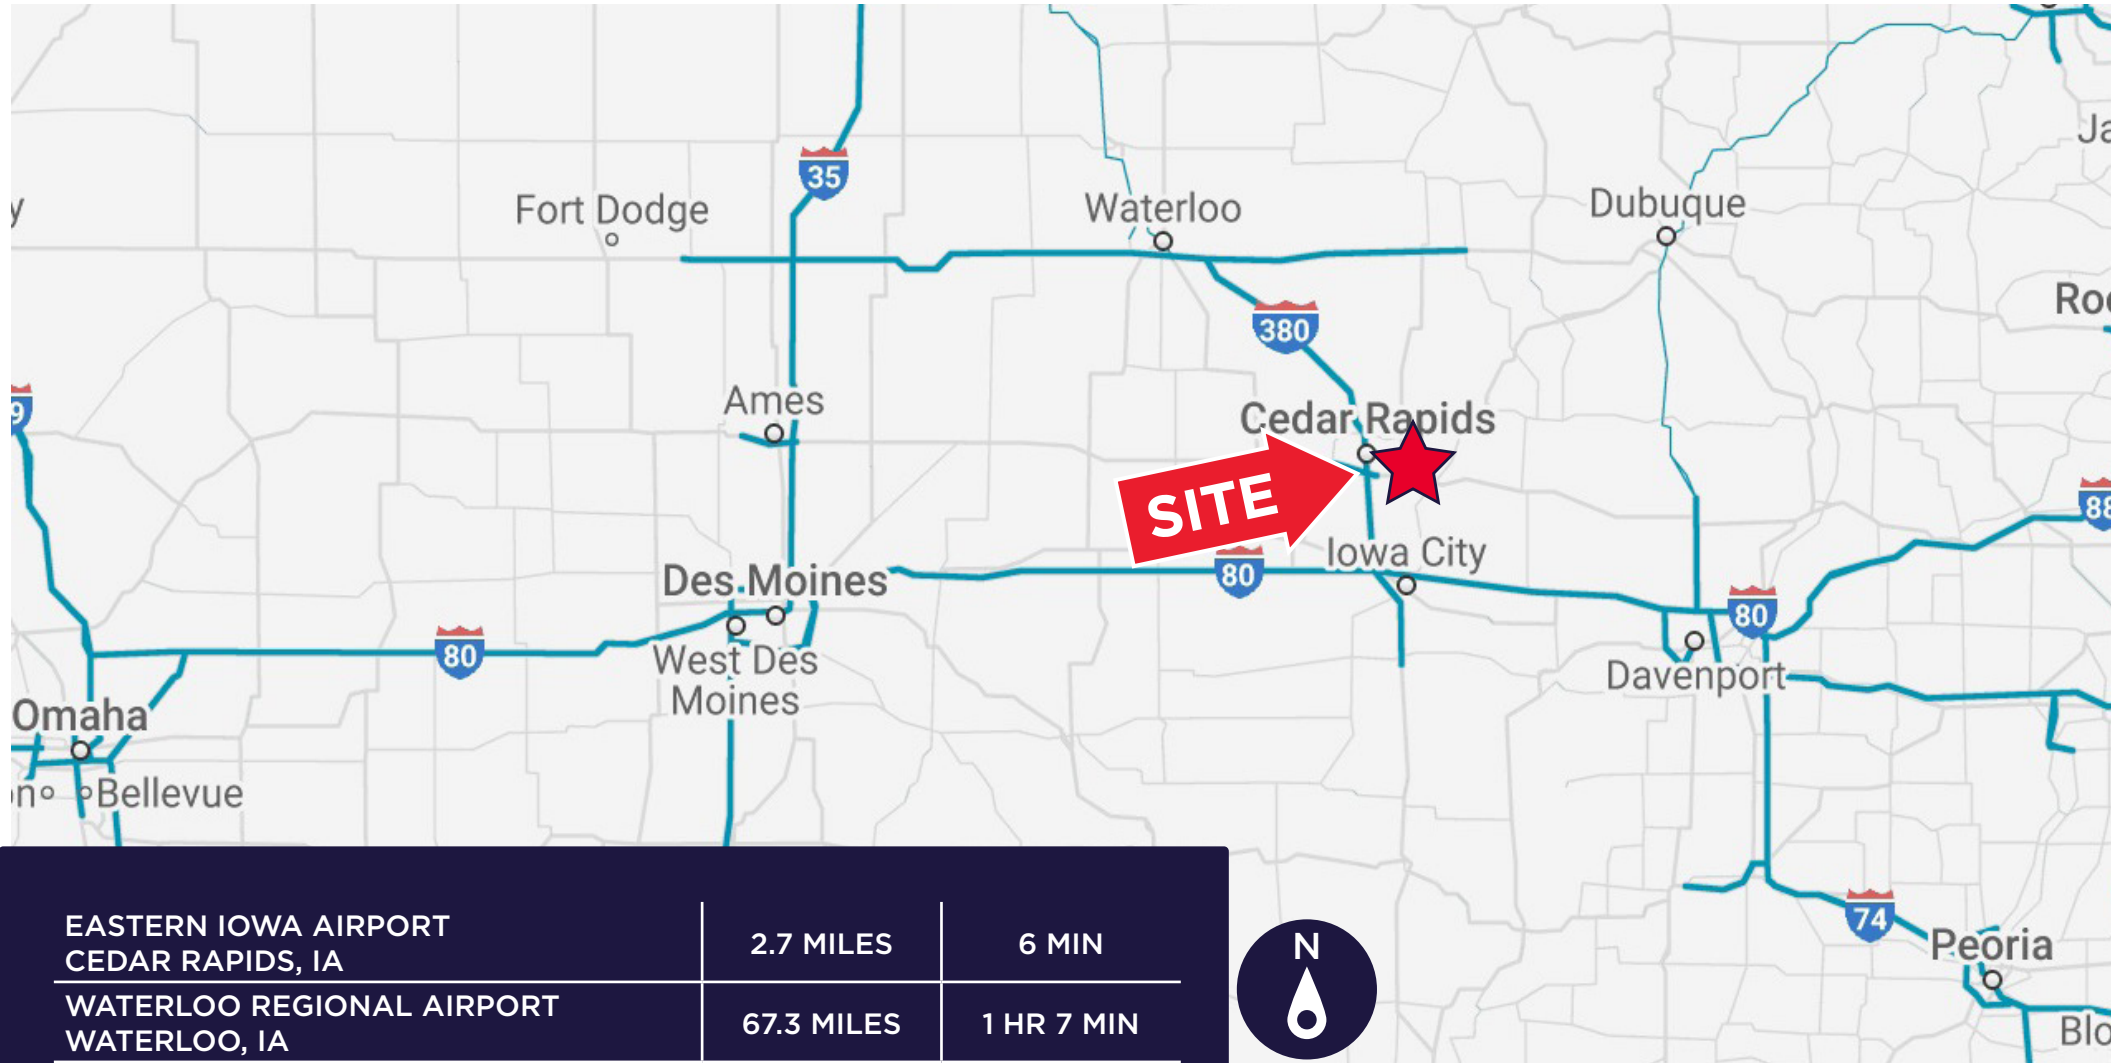 35
Fort Dodge
Waterloo
Dubuque
380
Ames
Cedar Rapids
SITE
88
Iowa City
80
Des Moines
80
80
West Des
Moines
Davenport
Omaha
Bellevue
74
Peoria
EASTERN IOWA AIRPORT
CEDAR RAPIDS, IA
2.7 MILES
6 MIN
WATERLOO REGIONAL AIRPORT
WATERLOO, IA
67.3 MILES
1 HR 7 MIN
N